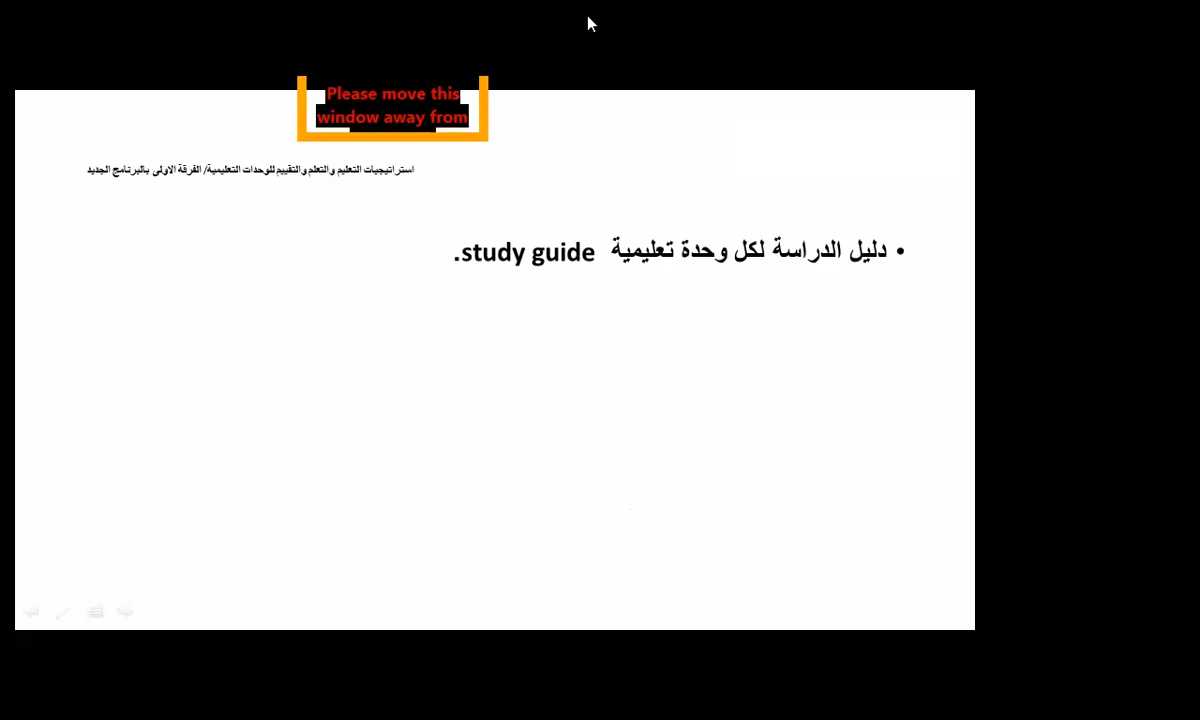 Please move this
window away from
استراتيجيات التعليم والتعلم والتقييم للوحدات التعليمية/ الفرقة الاولى بالبرنامج الجديد
• دليل الدراسة لكل وحدة تعليمية study guide.